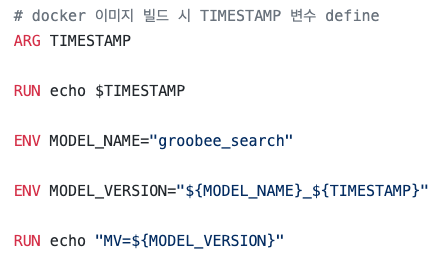 # docker 이미지 빌드 시 TIMESTAMP 변수 define
ARG TIMESTAMP
RUN echo $TIMESTAMP
ENV MODEL_NAME="groobee_search"
ENV MODEL_VERSION="${MODEL_NAME}_${TIMESTAMP}"
RUN echo "MV=${MODEL_VERSION}"